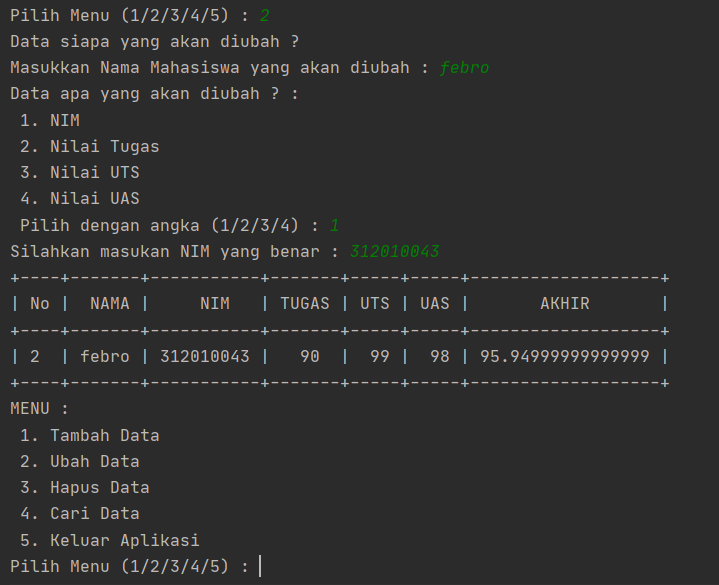 Pilih Menu (1/2/3/4/5) : 2
Data siapa yang akan diubah ?
Masukkan Nama Mahasiswa yang akan diubah : febro
Data apa yang akan diubah ? :
 1. NIM
 2. Nilai Tugas
 3. Nilai UTS
 4. Nilai UAS
 Pilih dengan angka (1/2/3/4) : 1
Silahkan masukan NIM yang benar : 312010043
+----+-------+-----------+-------+-----+-----+-------------------+
| No |  NAMA |     NIM   | TUGAS | UTS | UAS |       AKHIR       |
+----+-------+-----------+-------+-----+-----+-------------------+
| 2  | febro | 312010043 |   90  |  99 |  98 | 95.94999999999999 |
+----+-------+-----------+-------+-----+-----+-------------------+
MENU :
 1. Tambah Data
 2. Ubah Data
 3. Hapus Data
 4. Cari Data
 5. Keluar Aplikasi
Pilih Menu (1/2/3/4/5) :